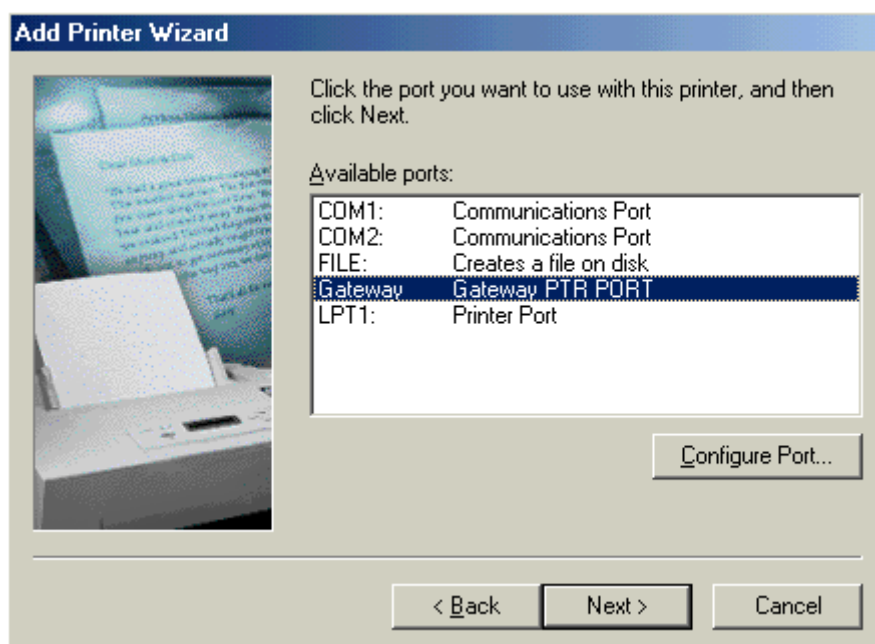 Add Printer Wizard
Click the port you want to use with this printer, and then
click Next.
Available ports:
COM1: Communications Port
COM2: Communications Port
FILE: Creates a file on disk
Gateway Gateway PTR PORT
LPT1: Printer Port
Configure Port...
< Back Next > Cancel